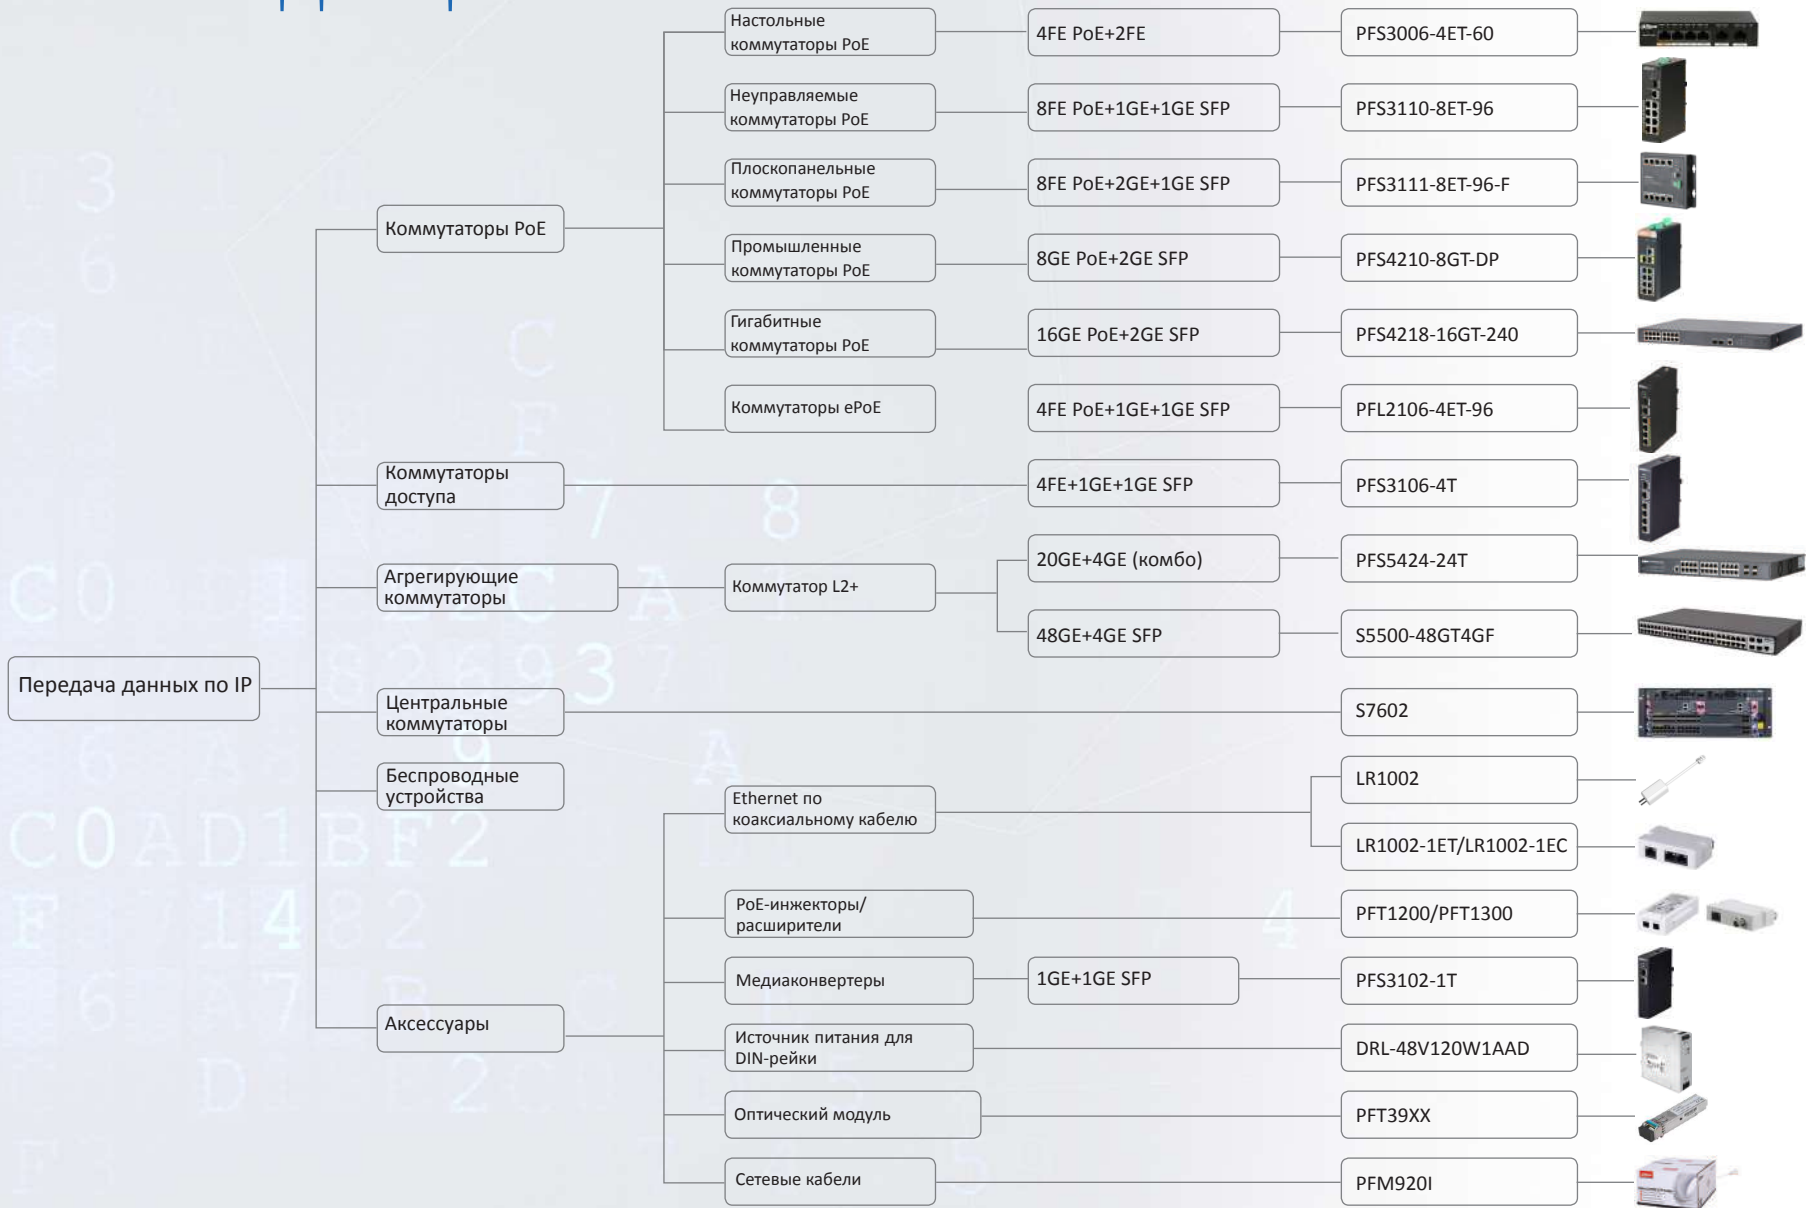 Настольные
коммутаторы PoE
4FE PoE+2FE
PFS3006-4ET-60
Неуправляемые
коммутаторы PoE
8FE PoE+1GE+1GE SFP
PFS3110-8ET-96
Плоскопанельные
коммутаторы PoE
8FE PoE+2GE+1GE SFP
PFS3111-8ET-96-F
Коммутаторы PoE
Промышленные
коммутаторы PoE
8GE PoE+2GE SFP
PFS4210-8GT-DP
Гигабитные
коммутаторы PoE
16GE PoE+2GE SFP
PFS4218-16GT-240
Коммутаторы ePoE
4FE PoE+1GE+1GE SFP
PFL2106-4ET-96
Коммутаторы
доступа
4FE+1GE+1GE SFP
PFS3106-4T
Агрегирующие
коммутаторы
Коммутатор L2+
20GE+4GE (комбо)
PFS5424-24T
48GE+4GE SFP
S5500-48GT4GF
Передача данных по IP
Центральные
коммутаторы
S7602
Беспроводные
устройства
Ethernet по
коаксиальному кабелю
LR1002
LR1002-1ET/LR1002-1EC
PoE-инжекторы/
расширители
PFT1200/PFT1300
Медиаконвертеры
1GE+1GE SFP
PFS3102-1T
Аксессуары
Источник питания для
DIN-рейки
DRL-48V120W1AAD
Оптический модуль
PFT39XX
Сетевые кабели
PFM920I